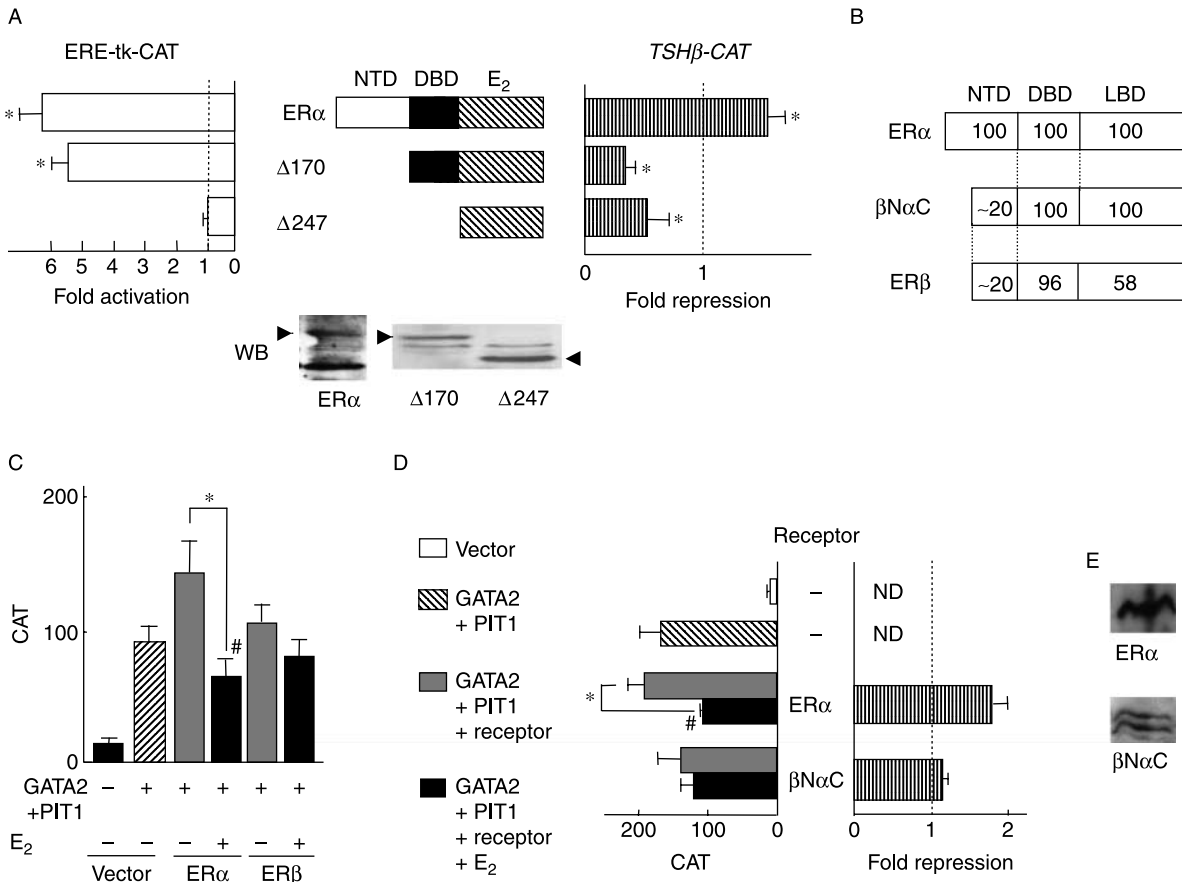 A
ERE-tk-CAT
*
*
6 5 4 3 2 1 0
Fold activation
NTD DBD E₂
ERα
Δ170
Δ247
TSHβ-CAT
*
*
*
0 1
Fold repression
WB
ERα Δ170 Δ247
B
NTD DBD LBD
ERα 100 100 100
βNαC ~20 100 100
ERβ ~20 96 58
C
200
100
0
CAT
*
#
GATA2 +PIT1 – + + + + +
E₂ – – – + – +
Vector ERα ERβ
D
Vector
GATA2
+ PIT1
GATA2
+ PIT1
+ receptor
GATA2
+ PIT1
+ receptor
+ E₂
Receptor
– ND
– ND
*
#
ERα
βNαC
200 100 0
CAT
0 1 2
Fold repression
E
ERα
βNαC